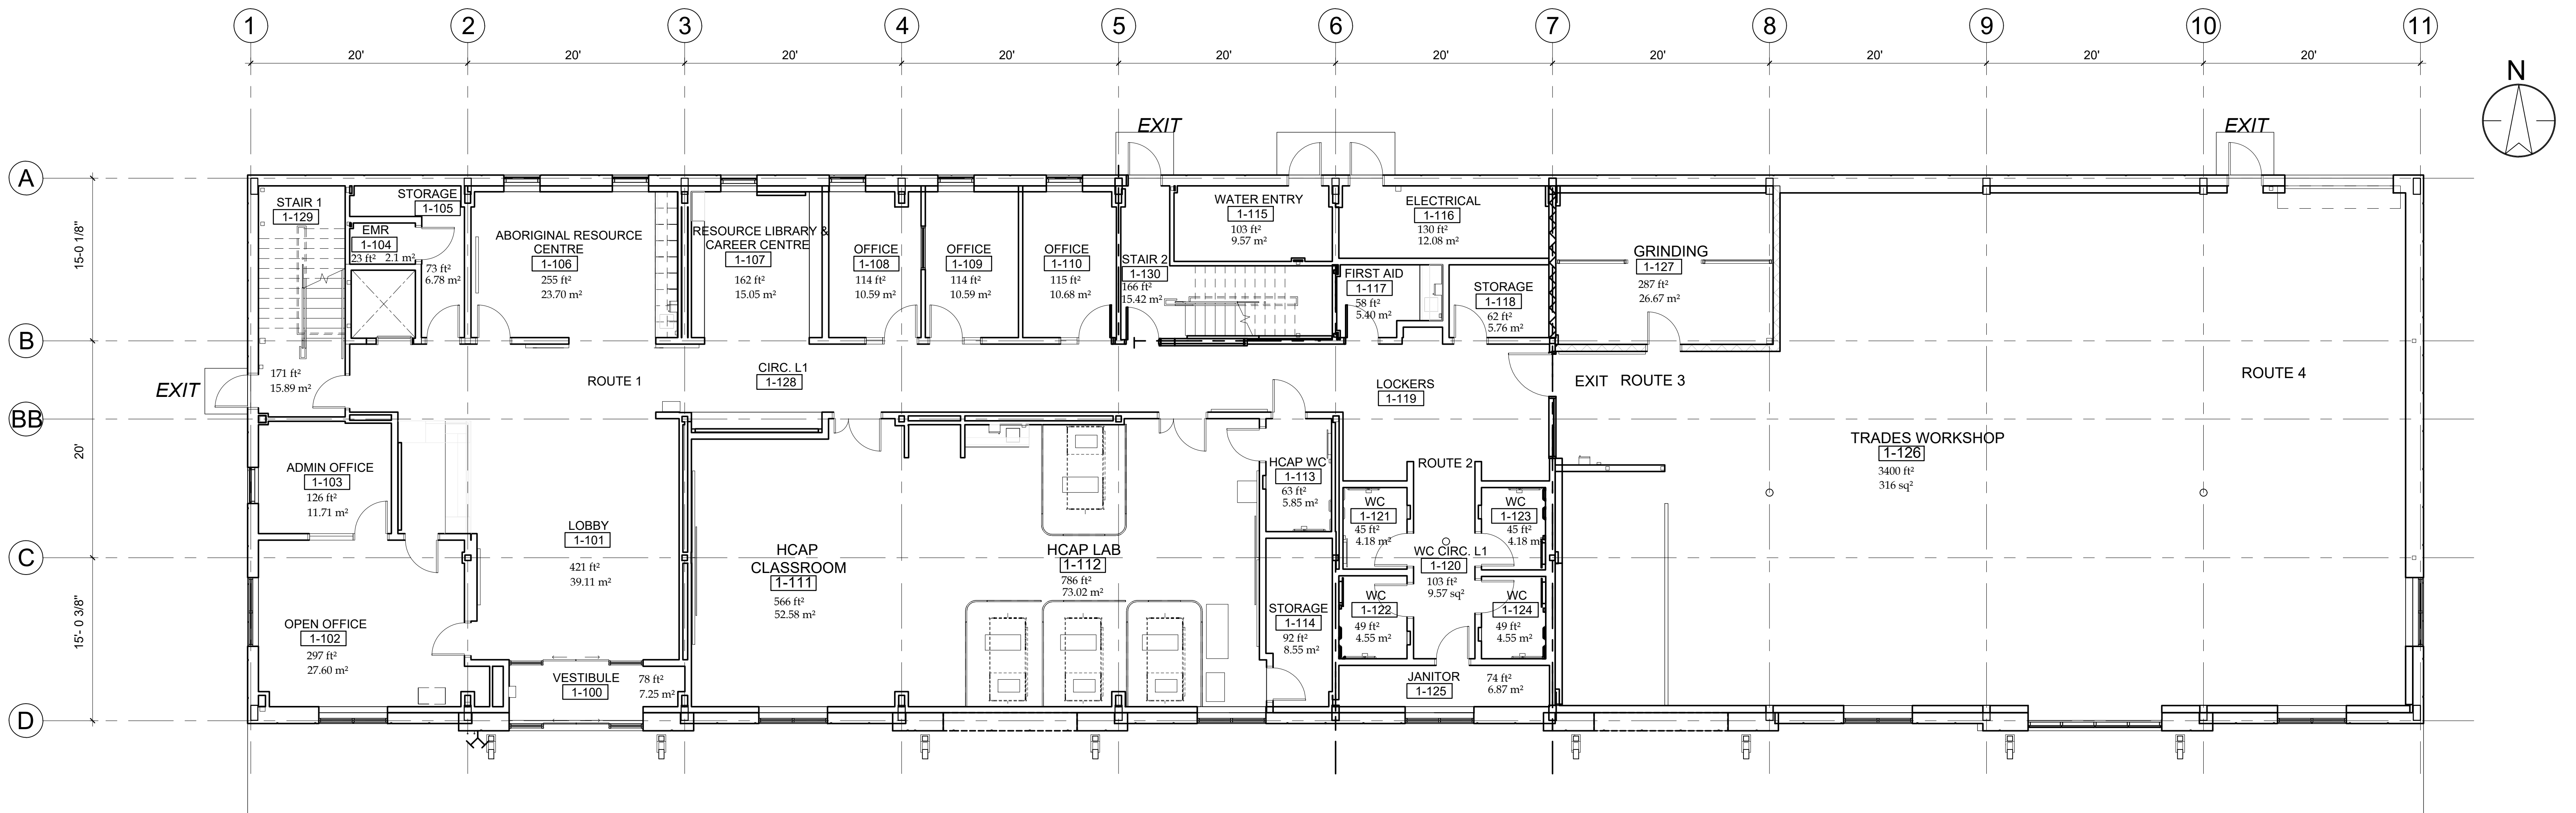 1 2 3 4 5 6 7 8 9 10 11
20' 20' 20' 20' 20' 20' 20' 20' 20' 20'
N
EXIT
EXIT
A
15-0 1/8"
B
BB
20'
C
15'- 0 3/8"
D
STAIR 1
1-129
171 ft²
15.89 m²
EXIT
STORAGE
1-105
73 ft²
6.78 m²
EMR
1-104
23 ft² 2.1 m²
ABORIGINAL RESOURCE
CENTRE
1-106
255 ft²
23.70 m²
RESOURCE LIBRARY &
CAREER CENTRE
1-107
162 ft²
15.05 m²
OFFICE
1-108
114 ft²
10.59 m²
OFFICE
1-109
114 ft²
10.59 m²
OFFICE
1-110
115 ft²
10.68 m²
STAIR 2
1-130
166 ft²
15.42 m²
WATER ENTRY
1-115
103 ft²
9.57 m²
ELECTRICAL
1-116
130 ft²
12.08 m²
FIRST AID
1-117
58 ft²
5.40 m²
STORAGE
1-118
62 ft²
5.76 m²
GRINDING
1-127
287 ft²
26.67 m²
ROUTE 1
CIRC. L1
1-128
LOCKERS
1-119
EXIT ROUTE 3
ROUTE 4
TRADES WORKSHOP
1-126
3400 ft²
316 sq²
ADMIN OFFICE
1-103
126 ft²
11.71 m²
OPEN OFFICE
1-102
297 ft²
27.60 m²
LOBBY
1-101
421 ft²
39.11 m²
VESTIBULE
1-100
78 ft²
7.25 m²
HCAP
CLASSROOM
1-111
566 ft²
52.58 m²
HCAP LAB
1-112
786 ft²
73.02 m²
HCAP WC
1-113
63 ft²
5.85 m²
STORAGE
1-114
92 ft²
8.55 m²
ROUTE 2
WC
1-121
45 ft²
4.18 m²
WC
1-123
45 ft²
4.18 m²
WC CIRC. L1
1-120
103 ft²
9.57 sq²
WC
1-122
49 ft²
4.55 m²
WC
1-124
49 ft²
4.55 m²
JANITOR
1-125
74 ft²
6.87 m²